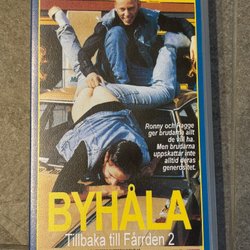 Ronny och Ragge
ger brudarna allt
de vill ha.
Men brudarna
uppskattar inte
alltid deras
generositet.
BYHÅLA
Tillbaka till Fårrden 2